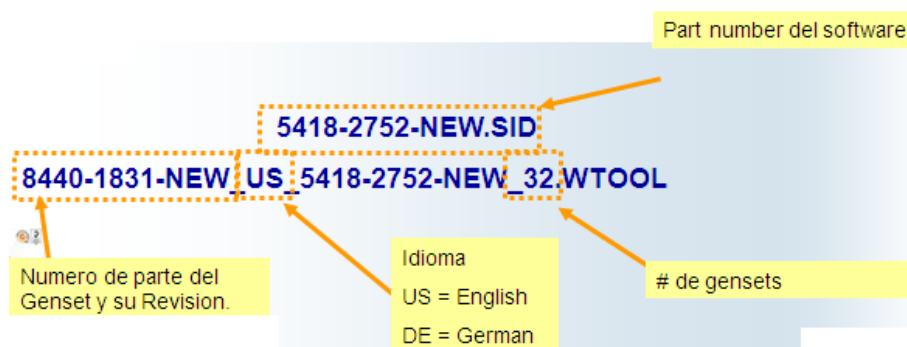 Part number del software
5418-2752-NEW.SID
8440-1831-NEW_US_5418-2752-NEW_32.WTOOL
Numero de parte del
Genset y su Revision.
Idioma
US = English
DE = German
# de gensets